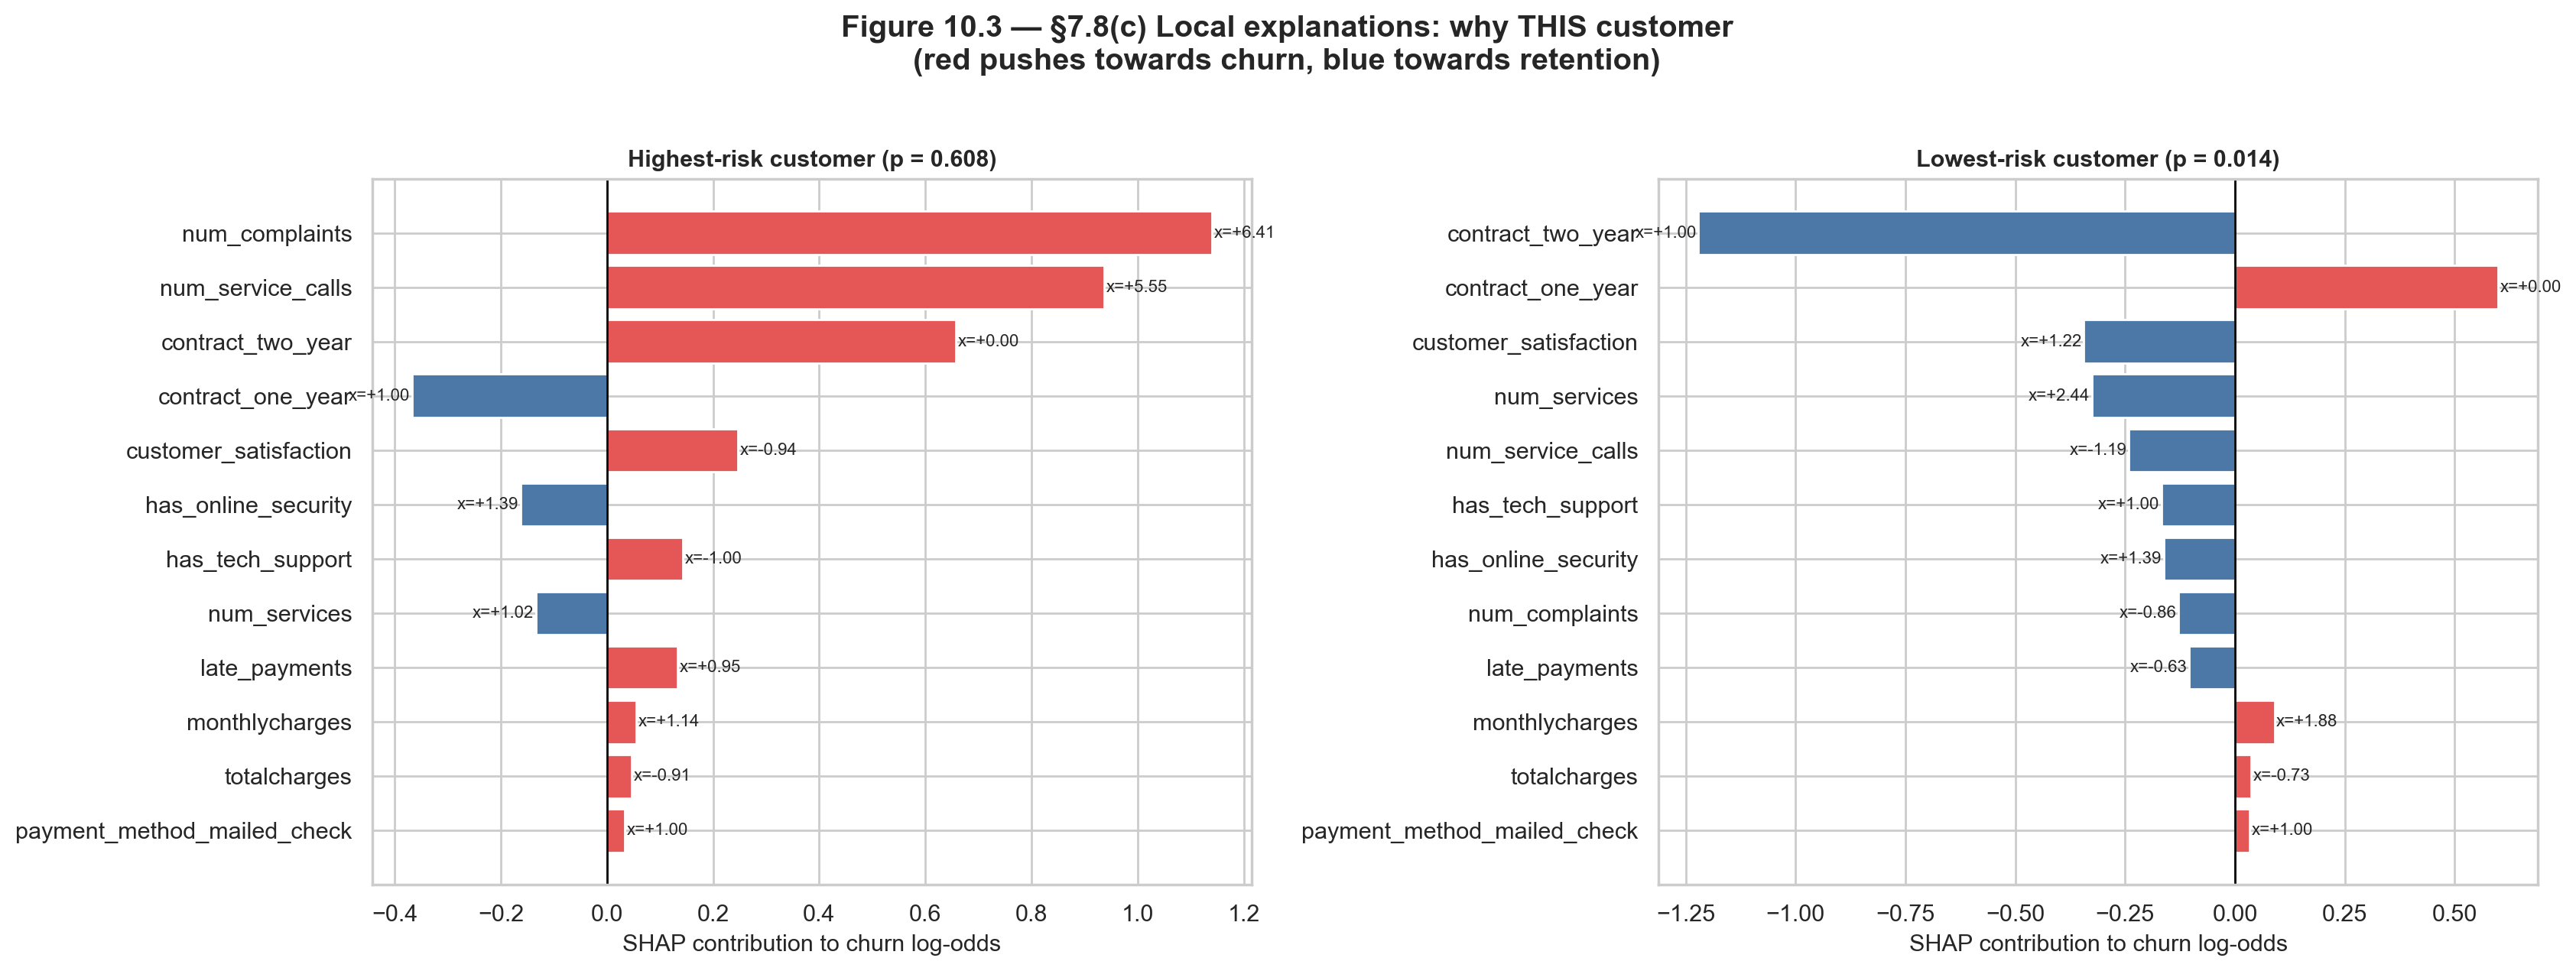 Figure 10.3 — §7.8(c) Local explanations: why THIS customer
(red pushes towards churn, blue towards retention)
Highest-risk customer (p = 0.608)
num_complaints x=+6.41
num_service_calls x=+5.55
contract_two_year x=+0.00
contract_one_year x=+1.00
customer_satisfaction x=-0.94
has_online_security x=+1.39
has_tech_support x=-1.00
num_services x=+1.02
late_payments x=+0.95
monthlycharges x=+1.14
totalcharges x=-0.91
payment_method_mailed_check x=+1.00
−0.4 −0.2 0.0 0.2 0.4 0.6 0.8 1.0 1.2
SHAP contribution to churn log-odds
Lowest-risk customer (p = 0.014)
contract_two_year x=+1.00
contract_one_year x=+0.00
customer_satisfaction x=+1.22
num_services x=+2.44
num_service_calls x=-1.19
has_tech_support x=+1.00
has_online_security x=+1.39
num_complaints x=-0.86
late_payments x=-0.63
monthlycharges x=+1.88
totalcharges x=-0.73
payment_method_mailed_check x=+1.00
−1.25 −1.00 −0.75 −0.50 −0.25 0.00 0.25 0.50
SHAP contribution to churn log-odds